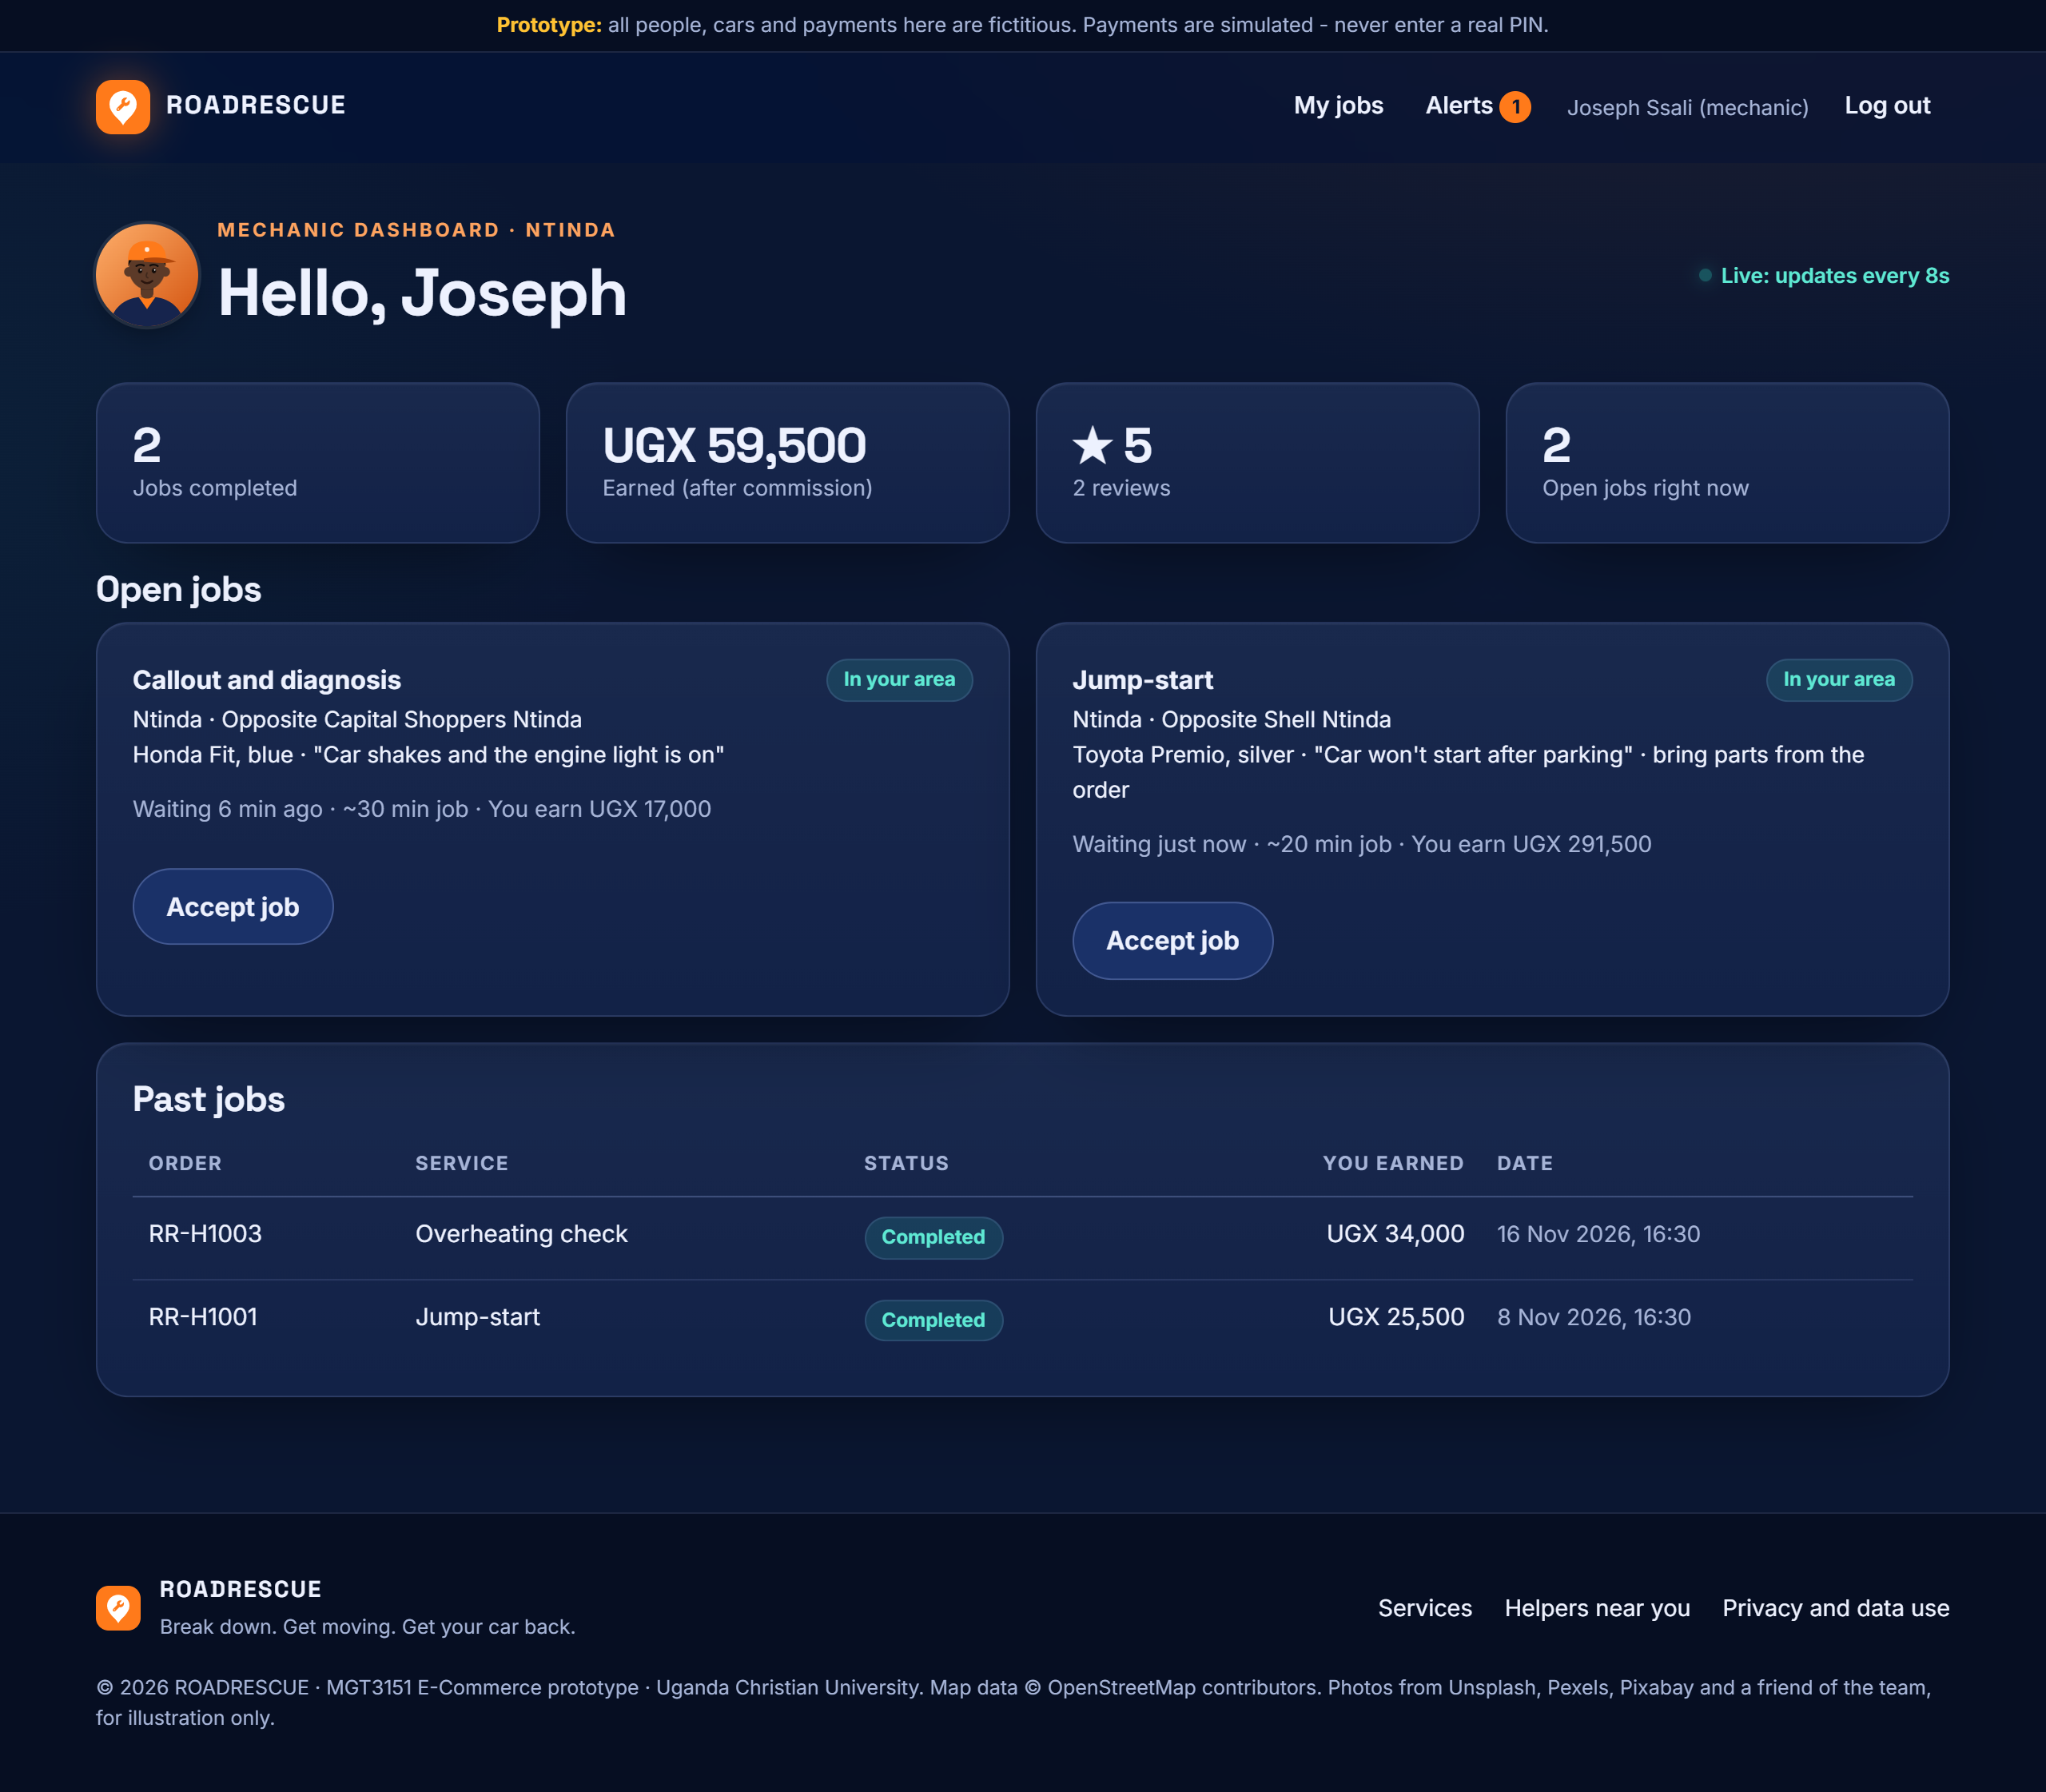 Prototype: all people, cars and payments here are fictitious. Payments are simulated - never enter a real PIN.
ROADRESCUE
My jobs
Alerts 1
Joseph Ssali (mechanic)
Log out
MECHANIC DASHBOARD · NTINDA
Hello, Joseph
Live: updates every 8s
2
Jobs completed
UGX 59,500
Earned (after commission)
★ 5
2 reviews
2
Open jobs right now
Open jobs
Callout and diagnosis
In your area
Ntinda · Opposite Capital Shoppers Ntinda
Honda Fit, blue · "Car shakes and the engine light is on"
Waiting 6 min ago · ~30 min job · You earn UGX 17,000
Accept job
Jump-start
In your area
Ntinda · Opposite Shell Ntinda
Toyota Premio, silver · "Car won't start after parking" · bring parts from the
order
Waiting just now · ~20 min job · You earn UGX 291,500
Accept job
Past jobs
ORDER SERVICE STATUS YOU EARNED DATE
RR-H1003 Overheating check Completed UGX 34,000 16 Nov 2026, 16:30
RR-H1001 Jump-start Completed UGX 25,500 8 Nov 2026, 16:30
ROADRESCUE
Break down. Get moving. Get your car back.
Services
Helpers near you
Privacy and data use
© 2026 ROADRESCUE · MGT3151 E-Commerce prototype · Uganda Christian University. Map data © OpenStreetMap contributors. Photos from Unsplash, Pexels, Pixabay and a friend of the team,
for illustration only.